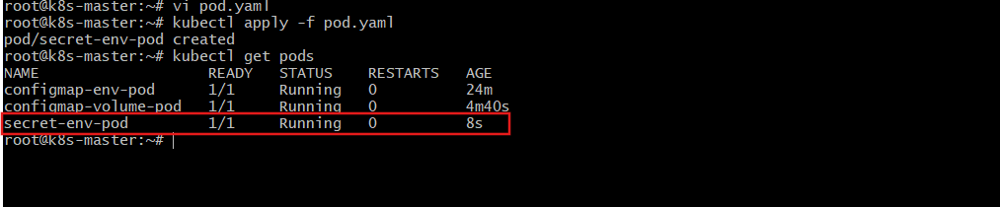 root@k8s-master:~# vi pod.yaml
root@k8s-master:~# kubectl apply -f pod.yaml
pod/secret-env-pod created
root@k8s-master:~# kubectl get pods
NAME                   READY   STATUS    RESTARTS   AGE
configmap-env-pod      1/1     Running   0          24m
configmap-volume-pod   1/1     Running   0          4m40s
secret-env-pod         1/1     Running   0          8s
root@k8s-master:~#